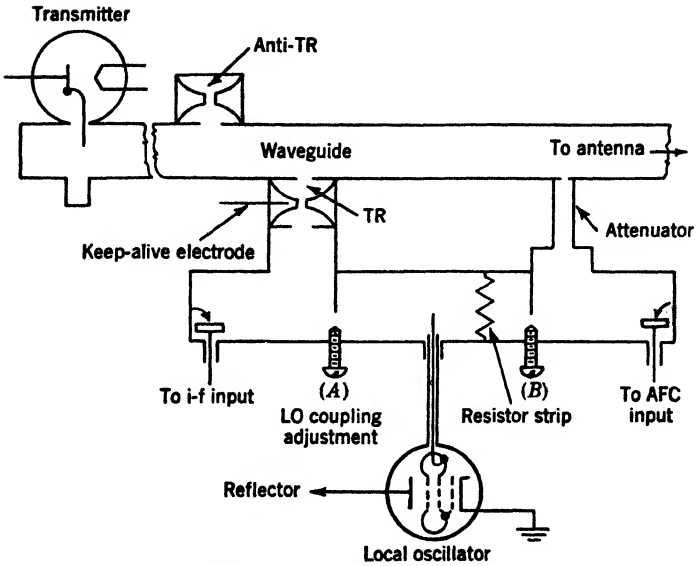 Transmitter
Anti-TR
Waveguide
To antenna
TR
Keep-alive electrode
Attenuator
To i-f input
(A)
LO coupling
adjustment
(B)
Resistor strip
To AFC
input
Reflector
Local oscillator